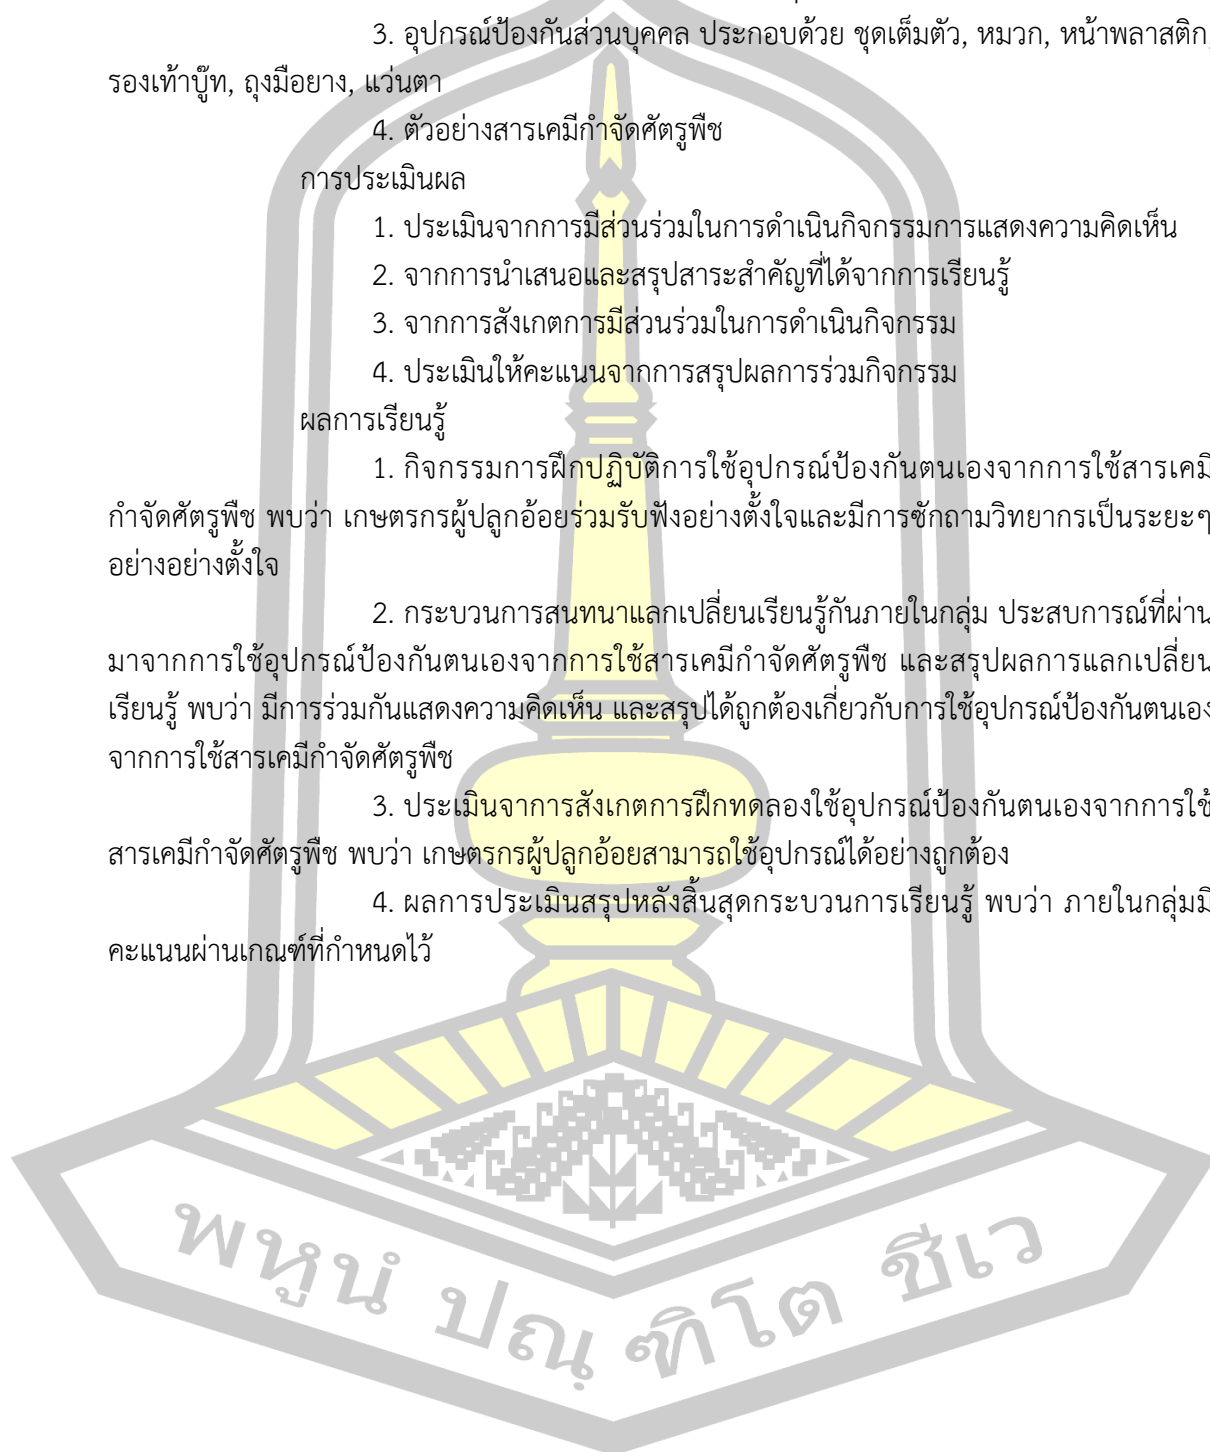 3. อุปกรณ์ป้องกันส่วนบุคคล ประกอบด้วย ชุดเต็มตัว, หมวก, หน้าพลาสติก,
รองเท้าบู๊ท, ถุงมือยาง, แว่นตา
4. ตัวอย่างสารเคมีกำจัดศัตรูพืช
การประเมินผล
1. ประเมินจากการมีส่วนร่วมในการดำเนินกิจกรรมการแสดงความคิดเห็น
2. จากการนำเสนอและสรุปสาระสำคัญที่ได้จากการเรียนรู้
3. จากการสังเกตการมีส่วนร่วมในการดำเนินกิจกรรม
4. ประเมินให้คะแนนจากการสรุปผลการร่วมกิจกรรม
ผลการเรียนรู้
1. กิจกรรมการฝึกปฏิบัติการใช้อุปกรณ์ป้องกันตนเองจากการใช้สารเคมี
กำจัดศัตรูพืช พบว่า เกษตรกรผู้ปลูกอ้อยร่วมรับฟังอย่างตั้งใจและมีการซักถามวิทยากรเป็นระยะๆ
อย่างอย่างตั้งใจ
2. กระบวนการสนทนาแลกเปลี่ยนเรียนรู้กันภายในกลุ่ม ประสบการณ์ที่ผ่าน
มาจากการใช้อุปกรณ์ป้องกันตนเองจากการใช้สารเคมีกำจัดศัตรูพืช และสรุปผลการแลกเปลี่ยน
เรียนรู้ พบว่า มีการร่วมกันแสดงความคิดเห็น และสรุปได้ถูกต้องเกี่ยวกับการใช้อุปกรณ์ป้องกันตนเอง
จากการใช้สารเคมีกำจัดศัตรูพืช
3. ประเมินจาการสังเกตการฝึกทดลองใช้อุปกรณ์ป้องกันตนเองจากการใช้
สารเคมีกำจัดศัตรูพืช พบว่า เกษตรกรผู้ปลูกอ้อยสามารถใช้อุปกรณ์ได้อย่างถูกต้อง
4. ผลการประเมินสรุปหลังสิ้นสุดกระบวนการเรียนรู้ พบว่า ภายในกลุ่มมี
คะแนนผ่านเกณฑ์ที่กำหนดไว้
พหูนํ ปณฺฑิโต ชีเว